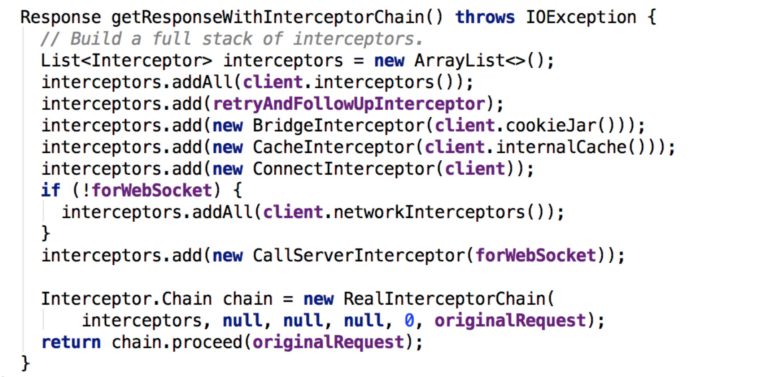 Response getResponseWithInterceptorChain() throws IOException {
  // Build a full stack of interceptors.
  List<Interceptor> interceptors = new ArrayList<>();
  interceptors.addAll(client.interceptors());
  interceptors.add(retryAndFollowUpInterceptor);
  interceptors.add(new BridgeInterceptor(client.cookieJar()));
  interceptors.add(new CacheInterceptor(client.internalCache()));
  interceptors.add(new ConnectInterceptor(client));
  if (!forWebSocket) {
    interceptors.addAll(client.networkInterceptors());
  }
  interceptors.add(new CallServerInterceptor(forWebSocket));

  Interceptor.Chain chain = new RealInterceptorChain(
      interceptors, null, null, null, 0, originalRequest);
  return chain.proceed(originalRequest);
}